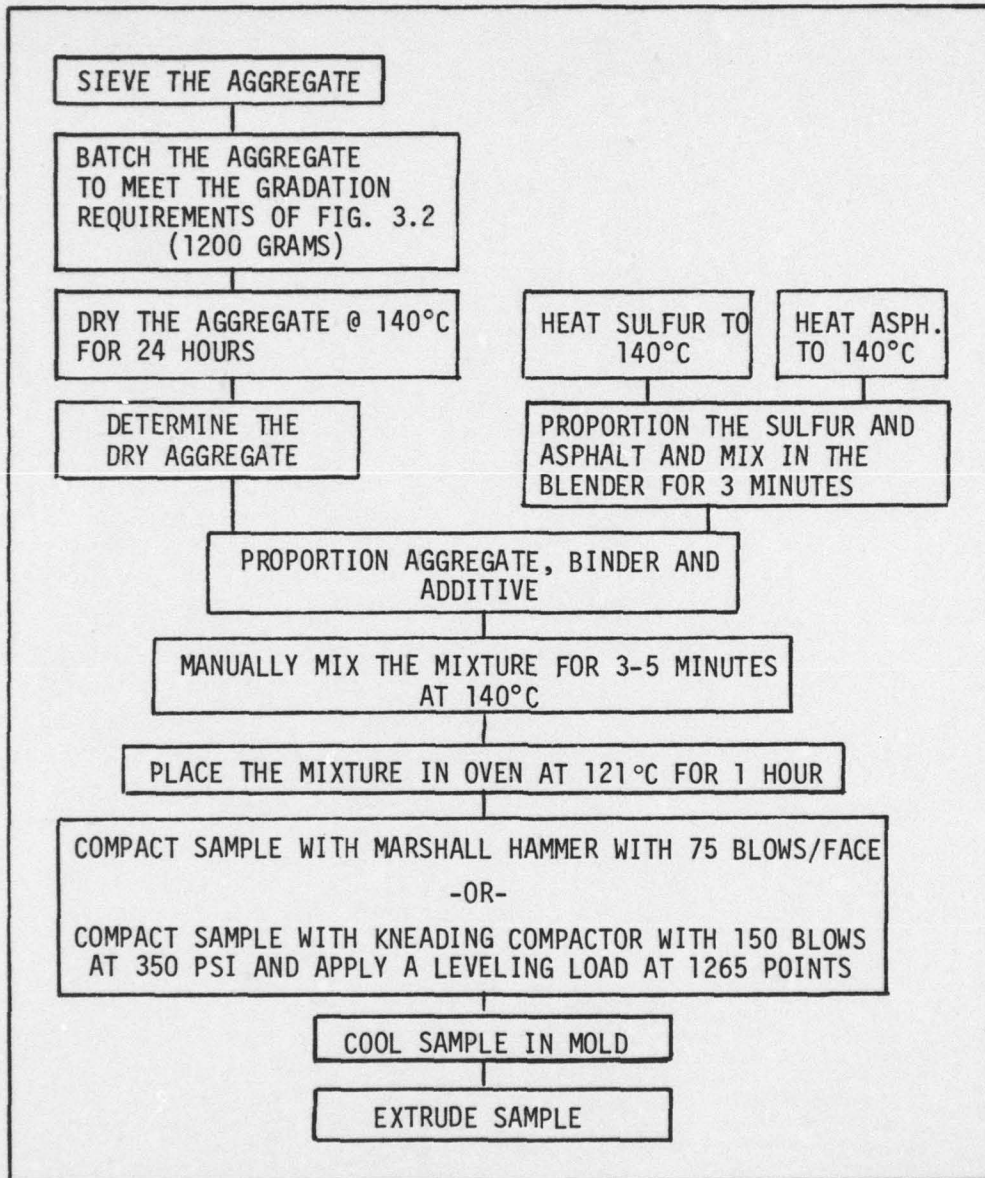 SIEVE THE AGGREGATE
BATCH THE AGGREGATE
TO MEET THE GRADATION
REQUIREMENTS OF FIG. 3.2
(1200 GRAMS)
DRY THE AGGREGATE @ 140°C
FOR 24 HOURS
DETERMINE THE
DRY AGGREGATE
HEAT SULFUR TO
140°C
HEAT ASPH.
TO 140°C
PROPORTION THE SULFUR AND
ASPHALT AND MIX IN THE
BLENDER FOR 3 MINUTES
PROPORTION AGGREGATE, BINDER AND
ADDITIVE
MANUALLY MIX THE MIXTURE FOR 3-5 MINUTES
AT 140°C
PLACE THE MIXTURE IN OVEN AT 121°C FOR 1 HOUR
COMPACT SAMPLE WITH MARSHALL HAMMER WITH 75 BLOWS/FACE
-OR-
COMPACT SAMPLE WITH KNEADING COMPACTOR WITH 150 BLOWS
AT 350 PSI AND APPLY A LEVELING LOAD AT 1265 POINTS
COOL SAMPLE IN MOLD
EXTRUDE SAMPLE